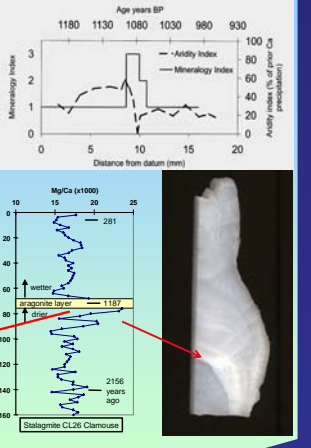 Age years BP
1180 1130 1080 1030 980 930
Mineralogy Index
3
2
1
0
Aridity Index
Mineralogy Index
100
80
60
40
20
0
Aridity index (% of prior Ca precipitation)
0 5 10 15 20
Distance from datum (mm)
Mg/Ca (x1000)
10 15 20 25
0
20
40
60
80
100
120
140
160
281
wetter
aragonite layer
1187
drier
2156
years
ago
Stalagmite CL26 Clamouse